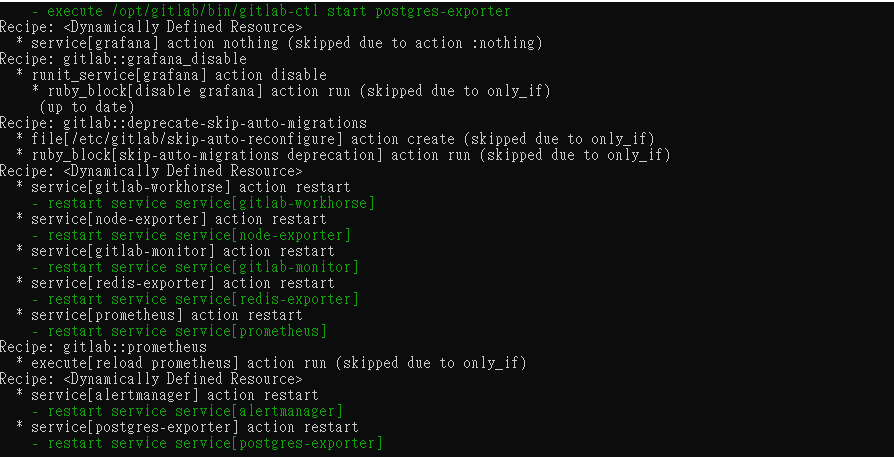 - execute /opt/gitlab/bin/gitlab-ctl start postgres-exporter
Recipe: <Dynamically Defined Resource>
* service[grafana] action nothing (skipped due to action :nothing)
Recipe: gitlab::grafana_disable
* runit_service[grafana] action disable
* ruby_block[disable grafana] action run (skipped due to only_if)
(up to date)
Recipe: gitlab::deprecate-skip-auto-migrations
* file[/etc/gitlab/skip-auto-reconfigure] action create (skipped due to only_if)
* ruby_block[skip-auto-migrations deprecation] action run (skipped due to only_if)
Recipe: <Dynamically Defined Resource>
* service[gitlab-workhorse] action restart
- restart service service[gitlab-workhorse]
* service[node-exporter] action restart
- restart service service[node-exporter]
* service[gitlab-monitor] action restart
- restart service service[gitlab-monitor]
* service[redis-exporter] action restart
- restart service service[redis-exporter]
* service[prometheus] action restart
- restart service service[prometheus]
Recipe: gitlab::prometheus
* execute[reload prometheus] action run (skipped due to only_if)
Recipe: <Dynamically Defined Resource>
* service[alertmanager] action restart
- restart service service[alertmanager]
* service[postgres-exporter] action restart
- restart service service[postgres-exporter]